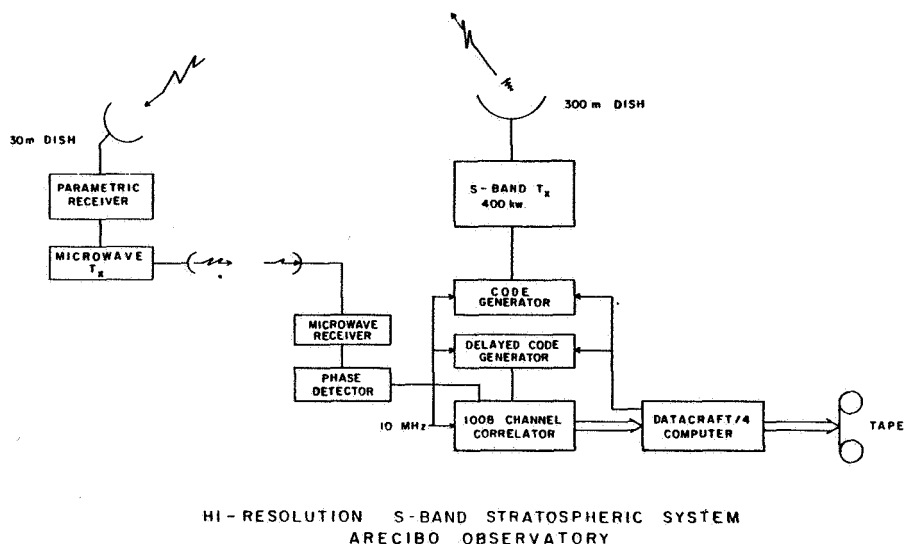 30m DISH
300 m DISH
PARAMETRIC
RECEIVER
S-BAND Tx
400 kw.
MICROWAVE
Tx
CODE
GENERATOR
MICROWAVE
RECEIVER
DELAYED CODE
GENERATOR
PHASE
DETECTOR
10 MHz
1008 CHANNEL
CORRELATOR
DATACRAFT/4
COMPUTER
TAPE
HI-RESOLUTION S-BAND STRATOSPHERIC SYSTEM
ARECIBO OBSERVATORY